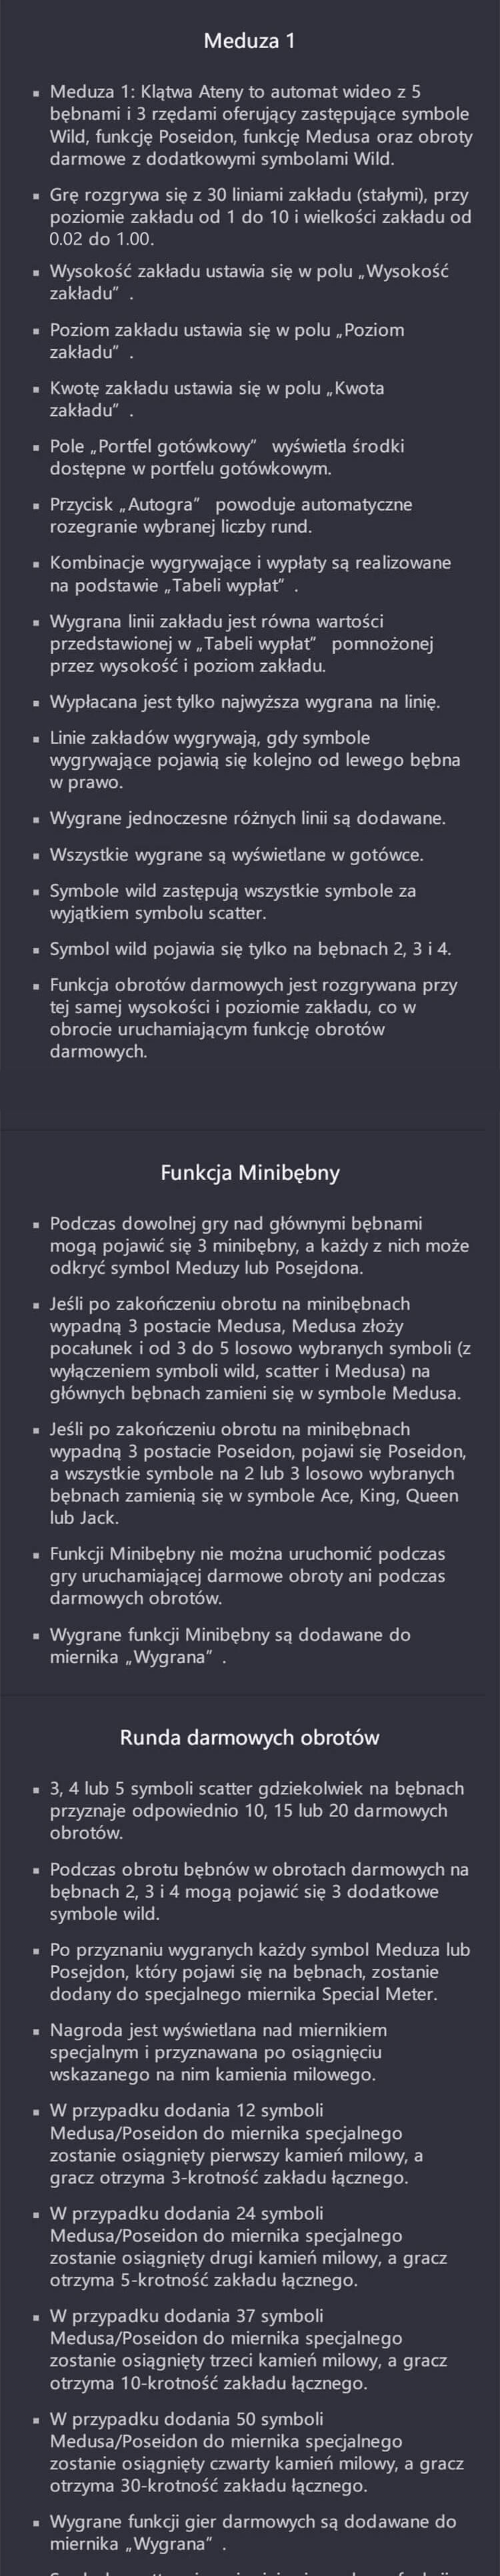 Meduza 1
▪ Meduza 1: Klątwa Ateny to automat wideo z 5
bębnami i 3 rzędami oferujący zastępujące symbole
Wild, funkcję Poseidon, funkcję Medusa oraz obroty
darmowe z dodatkowymi symbolami Wild.
▪ Grę rozgrywa się z 30 liniami zakładu (stałymi), przy
poziomie zakładu od 1 do 10 i wielkości zakładu od
0.02 do 1.00.
▪ Wysokość zakładu ustawia się w polu „Wysokość
zakładu” .
▪ Poziom zakładu ustawia się w polu „Poziom
zakładu” .
▪ Kwotę zakładu ustawia się w polu „Kwota
zakładu” .
▪ Pole „Portfel gotówkowy” wyświetla środki
dostępne w portfelu gotówkowym.
▪ Przycisk „Autogra” powoduje automatyczne
rozegranie wybranej liczby rund.
▪ Kombinacje wygrywające i wypłaty są realizowane
na podstawie „Tabeli wypłat” .
▪ Wygrana linii zakładu jest równa wartości
przedstawionej w „Tabeli wypłat” pomnożonej
przez wysokość i poziom zakładu.
▪ Wypłacana jest tylko najwyższa wygrana na linię.
▪ Linie zakładów wygrywają, gdy symbole
wygrywające pojawią się kolejno od lewego bębna
w prawo.
▪ Wygrane jednoczesne różnych linii są dodawane.
▪ Wszystkie wygrane są wyświetlane w gotówce.
▪ Symbole wild zastępują wszystkie symbole za
wyjątkiem symbolu scatter.
▪ Symbol wild pojawia się tylko na bębnach 2, 3 i 4.
▪ Funkcja obrotów darmowych jest rozgrywana przy
tej samej wysokości i poziomie zakładu, co w
obrocie uruchamiającym funkcję obrotów
darmowych.
Funkcja Minibębny
▪ Podczas dowolnej gry nad głównymi bębnami
mogą pojawić się 3 minibębny, a każdy z nich może
odkryć symbol Meduzy lub Posejdona.
▪ Jeśli po zakończeniu obrotu na minibębnach
wypadną 3 postacie Medusa, Medusa złoży
pocałunek i od 3 do 5 losowo wybranych symboli (z
wyłączeniem symboli wild, scatter i Medusa) na
głównych bębnach zamieni się w symbole Medusa.
▪ Jeśli po zakończeniu obrotu na minibębnach
wypadną 3 postacie Poseidon, pojawi się Poseidon,
a wszystkie symbole na 2 lub 3 losowo wybranych
bębnach zamienią się w symbole Ace, King, Queen
lub Jack.
▪ Funkcji Minibębny nie można uruchomić podczas
gry uruchamiającej darmowe obroty ani podczas
darmowych obrotów.
▪ Wygrane funkcji Minibębny są dodawane do
miernika „Wygrana” .
Runda darmowych obrotów
▪ 3, 4 lub 5 symboli scatter gdziekolwiek na bębnach
przyznaje odpowiednio 10, 15 lub 20 darmowych
obrotów.
▪ Podczas obrotu bębnów w obrotach darmowych na
bębnach 2, 3 i 4 mogą pojawić się 3 dodatkowe
symbole wild.
▪ Po przyznaniu wygranych każdy symbol Meduza lub
Posejdon, który pojawi się na bębnach, zostanie
dodany do specjalnego miernika Special Meter.
▪ Nagroda jest wyświetlana nad miernikiem
specjalnym i przyznawana po osiągnięciu
wskazanego na nim kamienia milowego.
▪ W przypadku dodania 12 symboli
Medusa/Poseidon do miernika specjalnego
zostanie osiągnięty pierwszy kamień milowy, a
gracz otrzyma 3-krotność zakładu łącznego.
▪ W przypadku dodania 24 symboli
Medusa/Poseidon do miernika specjalnego
zostanie osiągnięty drugi kamień milowy, a gracz
otrzyma 5-krotność zakładu łącznego.
▪ W przypadku dodania 37 symboli
Medusa/Poseidon do miernika specjalnego
zostanie osiągnięty trzeci kamień milowy, a gracz
otrzyma 10-krotność zakładu łącznego.
▪ W przypadku dodania 50 symboli
Medusa/Poseidon do miernika specjalnego
zostanie osiągnięty czwarty kamień milowy, a gracz
otrzyma 30-krotność zakładu łącznego.
▪ Wygrane funkcji gier darmowych są dodawane do
miernika „Wygrana” .